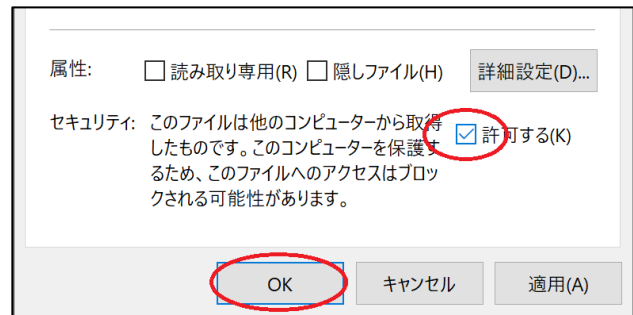 属性: 読み取り専用(R) 隠しファイル(H) 詳細設定(D)...
セキュリティ: このファイルは他のコンピューターから取得
したものです。このコンピューターを保護す
るため、このファイルへのアクセスはブロッ
クされる可能性があります。
許可する(K)
OK キャンセル 適用(A)